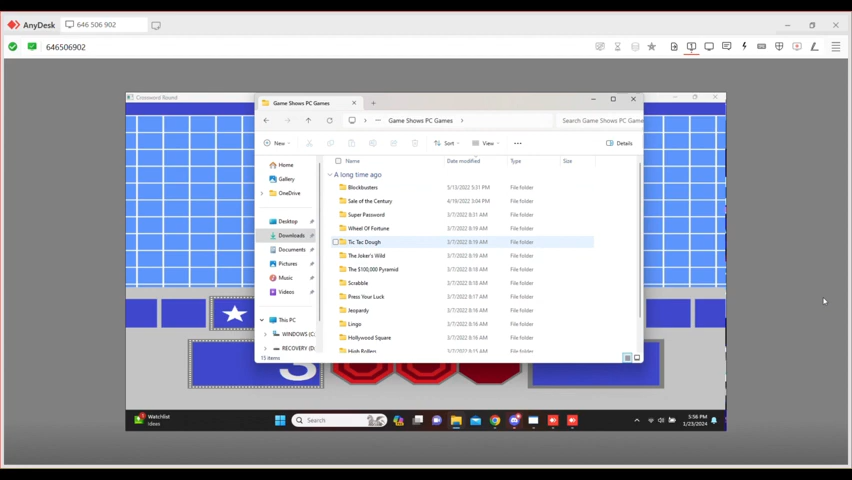 AnyDesk 646 506 902
646506902
Crossword Round
Game Shows PC Games
Game Shows PC Games Search Game Shows PC Game
New Sort View Details
Home
Gallery
OneDrive
Desktop
Downloads
Documents
Pictures
Music
Videos
This PC
WINDOWS (C:
RECOVERY (D:
Name Date modified Type Size
A long time ago
Blockbusters 5/13/2022 5:31 PM File folder
Sale of the Century 4/19/2022 3:04 PM File folder
Super Password 3/7/2022 8:31 AM File folder
Wheel Of Fortune 3/7/2022 8:19 AM File folder
Tic Tac Dough 3/7/2022 8:19 AM File folder
The Joker's Wild 3/7/2022 8:19 AM File folder
The $100,000 Pyramid 3/7/2022 8:18 AM File folder
Scrabble 3/7/2022 8:18 AM File folder
Press Your Luck 3/7/2022 8:17 AM File folder
Jeopardy 3/7/2022 8:16 AM File folder
Lingo 3/7/2022 8:16 AM File folder
Hollywood Square 3/7/2022 8:16 AM File folder
High Rollers 3/7/2022 8:15 AM File folder
15 items
3
Watchlist
Ideas
Search
5:56 PM
1/23/2024